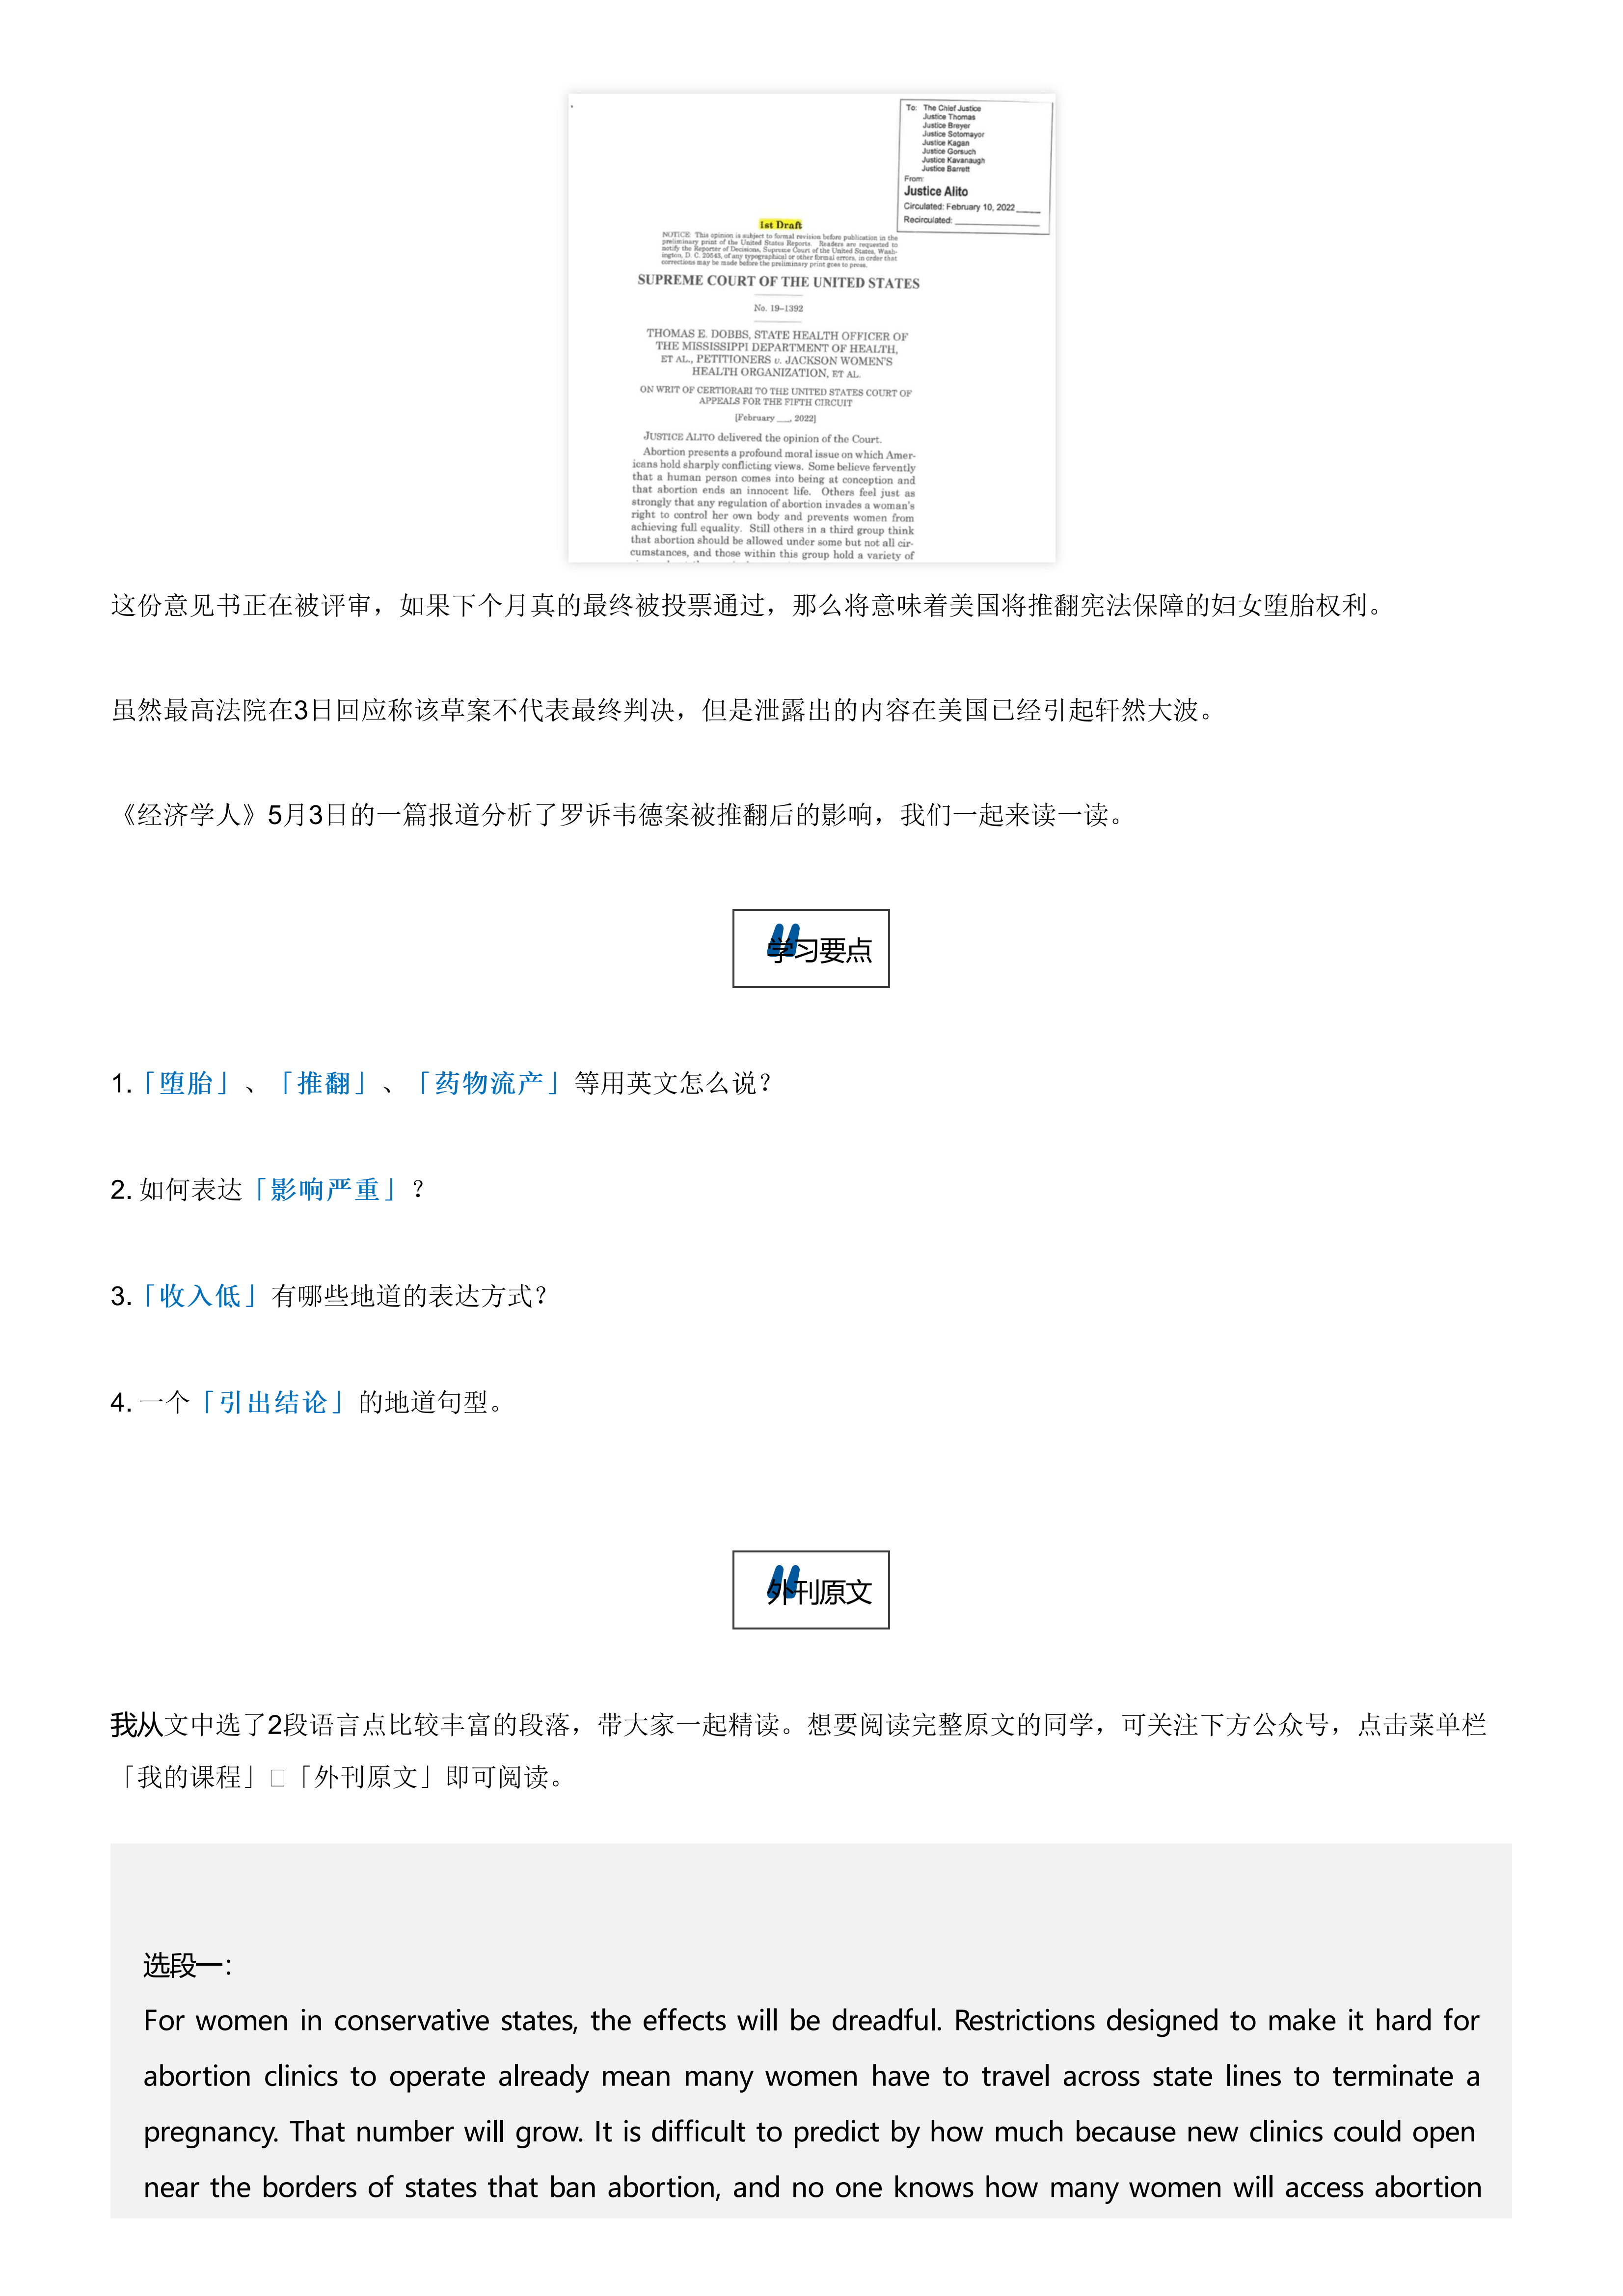 To: The Chief Justice
Justice Thomas
Justice Breyer
Justice Sotomayor
Justice Kagan
Justice Gorsuch
Justice Kavanaugh
Justice Barrett
From:
Justice Alito
Circulated: February 10, 2022
Recirculated:
1st Draft
NOTICE: This opinion is subject to formal revision before publication in the
preliminary print of the United States Reports. Readers are requested to
notify the Reporter of Decisions, Supreme Court of the United States, Wash-
ington, D. C. 20543, of any typographical or other formal errors, in order that
corrections may be made before the preliminary print goes to press.
SUPREME COURT OF THE UNITED STATES
No. 19–1392
THOMAS E. DOBBS, STATE HEALTH OFFICER OF
THE MISSISSIPPI DEPARTMENT OF HEALTH,
ET AL., PETITIONERS v. JACKSON WOMEN'S
HEALTH ORGANIZATION, ET AL.
ON WRIT OF CERTIORARI TO THE UNITED STATES COURT OF
APPEALS FOR THE FIFTH CIRCUIT
[February ___, 2022]
JUSTICE ALITO delivered the opinion of the Court.
Abortion presents a profound moral issue on which Amer-
icans hold sharply conflicting views. Some believe fervently
that a human person comes into being at conception and
that abortion ends an innocent life. Others feel just as
strongly that any regulation of abortion invades a woman's
right to control her own body and prevents women from
achieving full equality. Still others in a third group think
that abortion should be allowed under some but not all cir-
cumstances, and those within this group hold a variety of
这份意见书正在被评审，如果下个月真的最终被投票通过，那么将意味着美国将推翻宪法保障的妇女堕胎权利。
虽然最高法院在3日回应称该草案不代表最终判决，但是泄露出的内容在美国已经引起轩然大波。
《经济学人》5月3日的一篇报道分析了罗诉韦德案被推翻后的影响，我们一起来读一读。
学习要点
1.「堕胎」、「推翻」、「药物流产」等用英文怎么说？
2. 如何表达「影响严重」？
3.「收入低」有哪些地道的表达方式？
4. 一个「引出结论」的地道句型。
外刊原文
我从文中选了2段语言点比较丰富的段落，带大家一起精读。想要阅读完整原文的同学，可关注下方公众号，点击菜单栏
「我的课程」「外刊原文」即可阅读。
选段一：
For women in conservative states, the effects will be dreadful. Restrictions designed to make it hard for
abortion clinics to operate already mean many women have to travel across state lines to terminate a
pregnancy. That number will grow. It is difficult to predict by how much because new clinics could open
near the borders of states that ban abortion, and no one knows how many women will access abortion